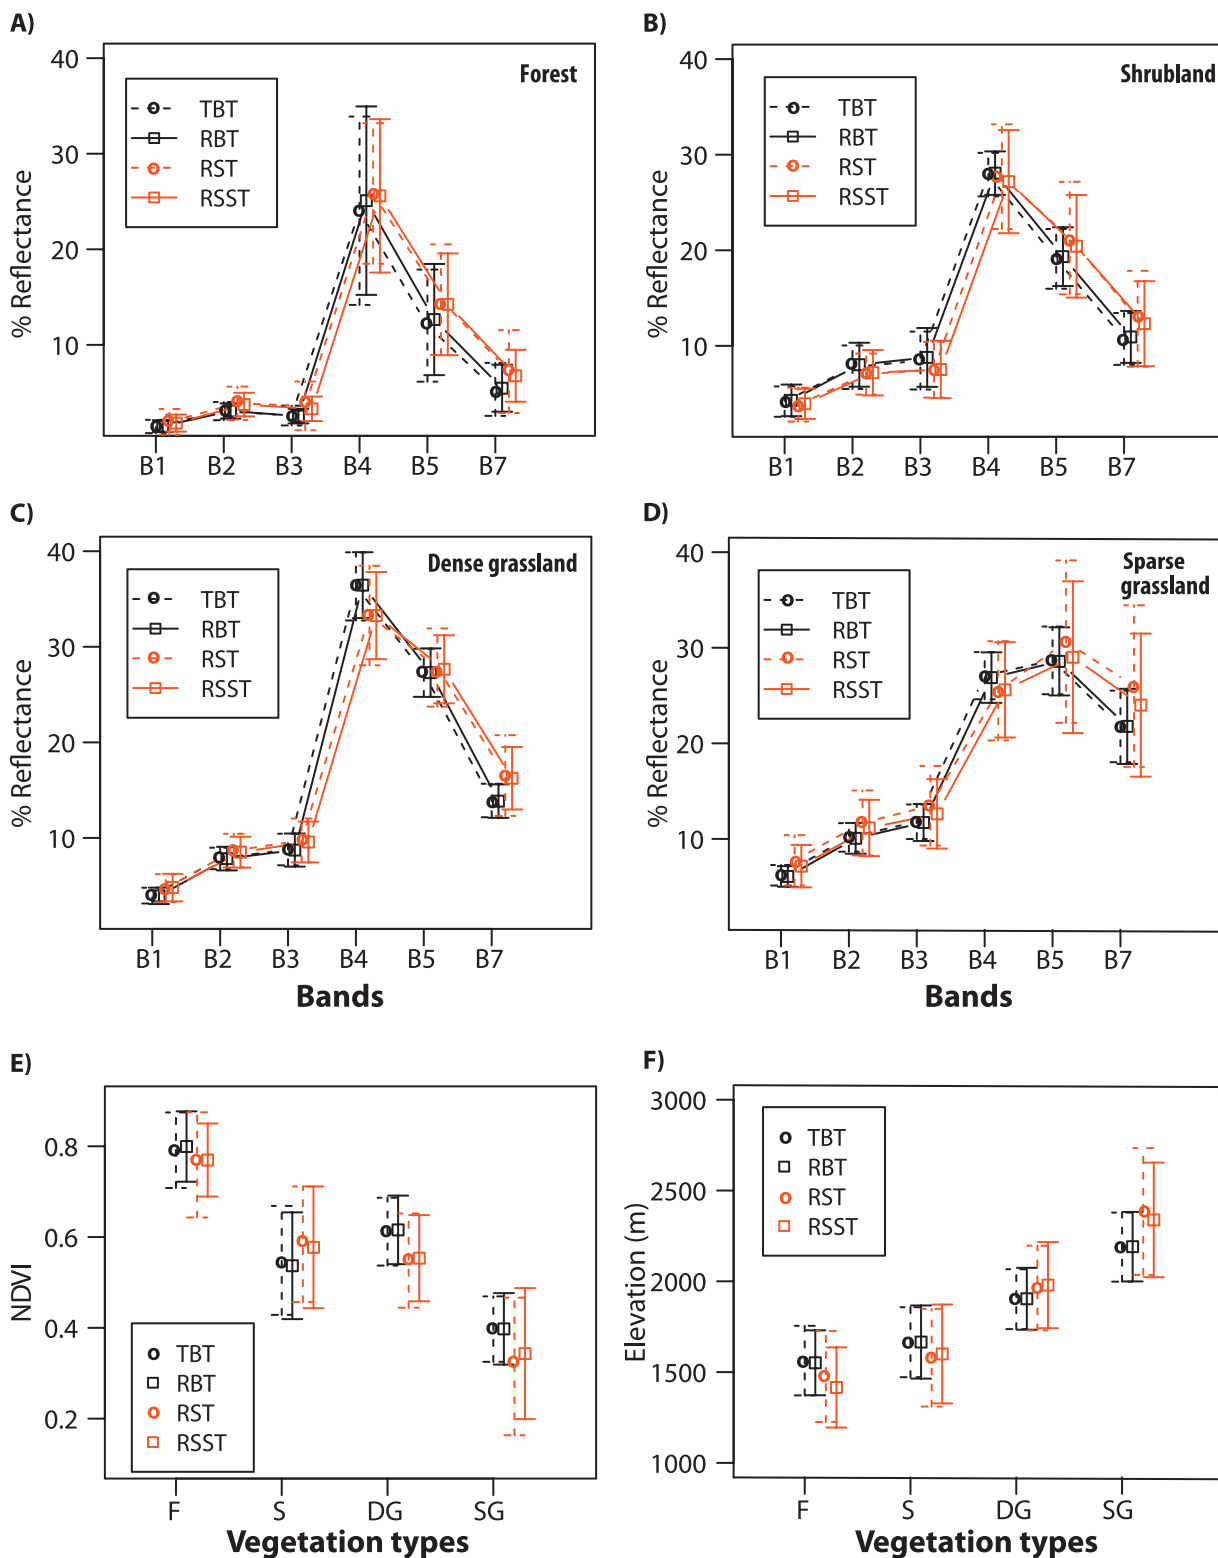 A)
% Reflectance
40
30
20
10
Forest
TBT
RBT
RST
RSST
B1 B2 B3 B4 B5 B7
B)
% Reflectance
40
30
20
10
Shrubland
TBT
RBT
RST
RSST
B1 B2 B3 B4 B5 B7
C)
% Reflectance
40
30
20
10
Dense grassland
TBT
RBT
RST
RSST
B1 B2 B3 B4 B5 B7
Bands
D)
% Reflectance
40
30
20
10
Sparse
grassland
TBT
RBT
RST
RSST
B1 B2 B3 B4 B5 B7
Bands
E)
NDVI
0.8
0.6
0.4
0.2
TBT
RBT
RST
RSST
F S DG SG
Vegetation types
F)
Elevation (m)
3000
2500
2000
1500
1000
TBT
RBT
RST
RSST
F S DG SG
Vegetation types